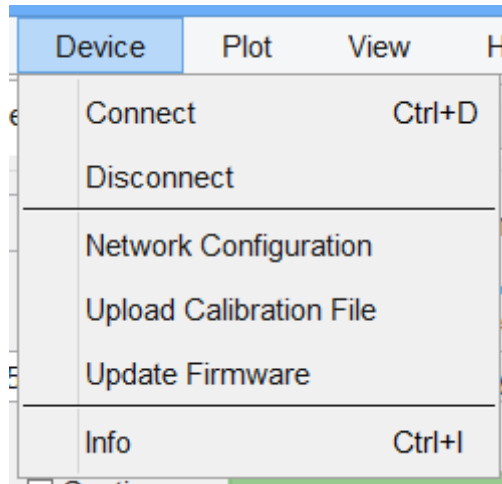 Device Plot View H
Connect Ctrl+D
Disconnect
Network Configuration
Upload Calibration File
Update Firmware
Info Ctrl+I